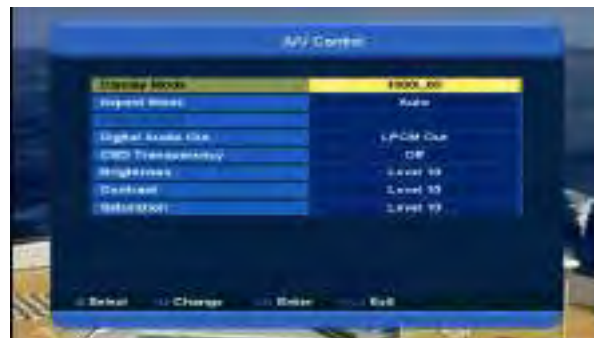 A/V Control
Display Mode 1080i_60
Aspect Mode Auto
Digital Audio Out LPCM Out
OSD Transparency Off
Brightness Level 10
Contrast Level 10
Saturation Level 10
Select Change Enter Exit